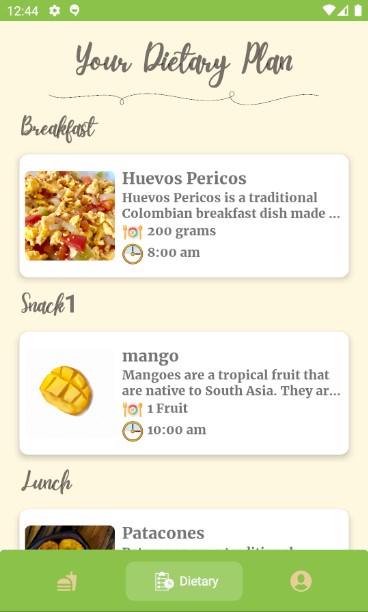 12:44
Your Dietary Plan
Breakfast
Huevos Pericos
Huevos Pericos is a traditional
Colombian breakfast dish made ...
200 grams
8:00 am
Snack1
mango
Mangoes are a tropical fruit that
are native to South Asia. They ar...
1 Fruit
10:00 am
Lunch
Patacones
Dietary